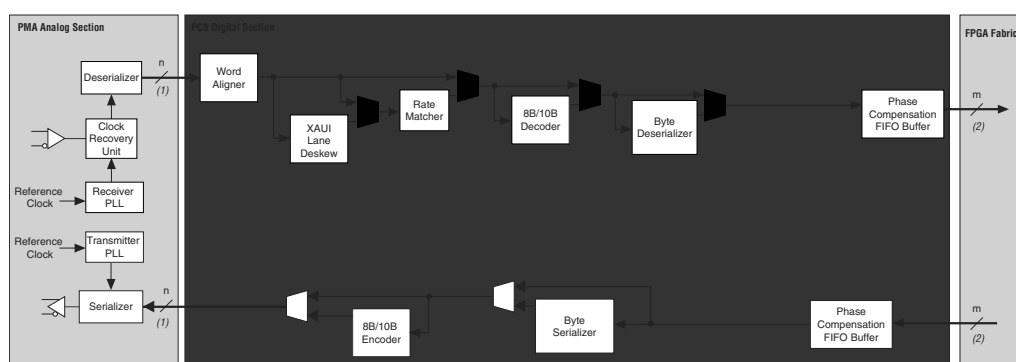 PMA Analog Section
PCS Digital Section
FPGA Fabric
Deserializer
n
(1)
Word
Aligner
XAUI
Lane
Deskew
Rate
Matcher
8B/10B
Decoder
Byte
Deserializer
Phase
Compensation
FIFO Buffer
m
(2)
Clock
Recovery
Unit
Reference
Clock
Receiver
PLL
Reference
Clock
Transmitter
PLL
Serializer
n
(1)
8B/10B
Encoder
Byte
Serializer
Phase
Compensation
FIFO Buffer
m
(2)